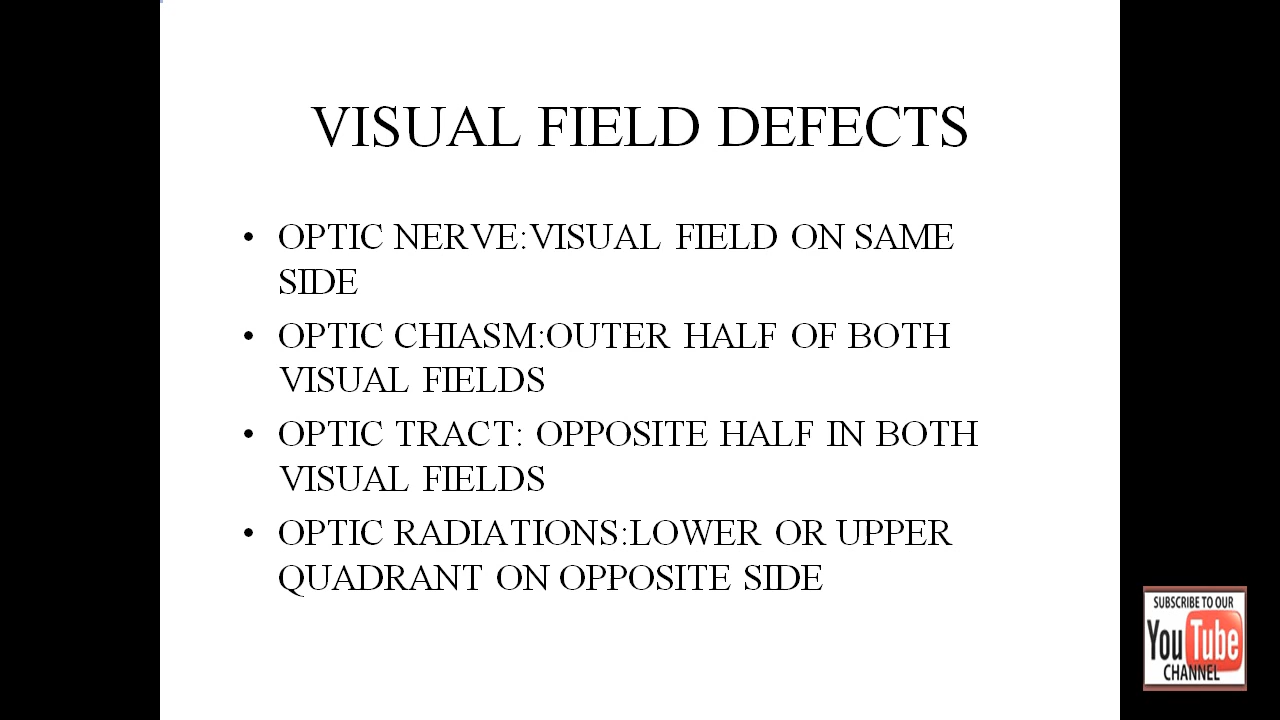 VISUAL FIELD DEFECTS
• OPTIC NERVE:VISUAL FIELD ON SAME
SIDE
• OPTIC CHIASM:OUTER HALF OF BOTH
VISUAL FIELDS
• OPTIC TRACT: OPPOSITE HALF IN BOTH
VISUAL FIELDS
• OPTIC RADIATIONS:LOWER OR UPPER
QUADRANT ON OPPOSITE SIDE
SUBSCRIBE TO OUR
YouTube
CHANNEL